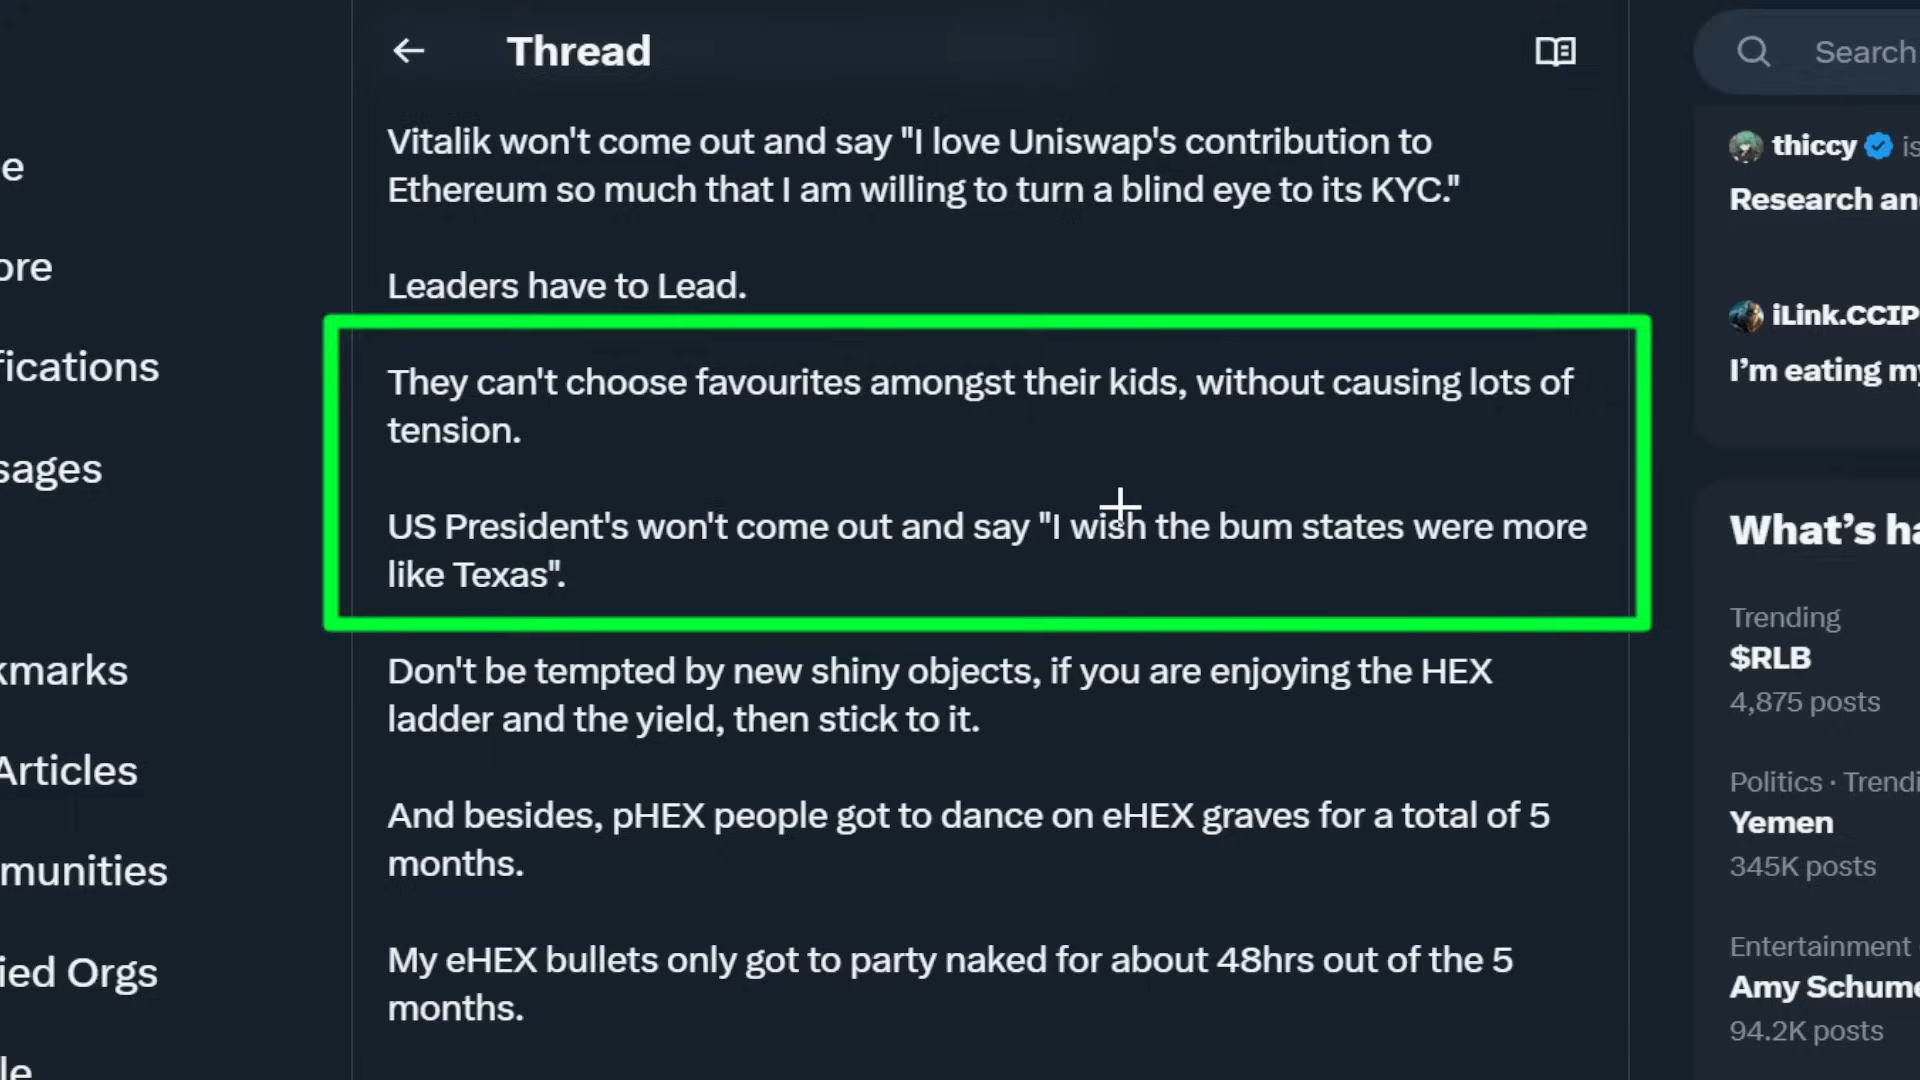 Thread
Search
Vitalik won't come out and say "I love Uniswap's contribution to
Ethereum so much that I am willing to turn a blind eye to its KYC."
Leaders have to Lead.
They can't choose favourites amongst their kids, without causing lots of
tension.
US President's won't come out and say "I wish the bum states were more
like Texas".
Don't be tempted by new shiny objects, if you are enjoying the HEX
ladder and the yield, then stick to it.
And besides, pHEX people got to dance on eHEX graves for a total of 5
months.
My eHEX bullets only got to party naked for about 48hrs out of the 5
months.
e
ore
fications
sages
kmarks
Articles
munities
ied Orgs
le
thiccy is
Research an
iLink.CCIP
I'm eating my
What's ha
Trending
$RLB
4,875 posts
Politics · Trendi
Yemen
345K posts
Entertainment
Amy Schume
94.2K posts